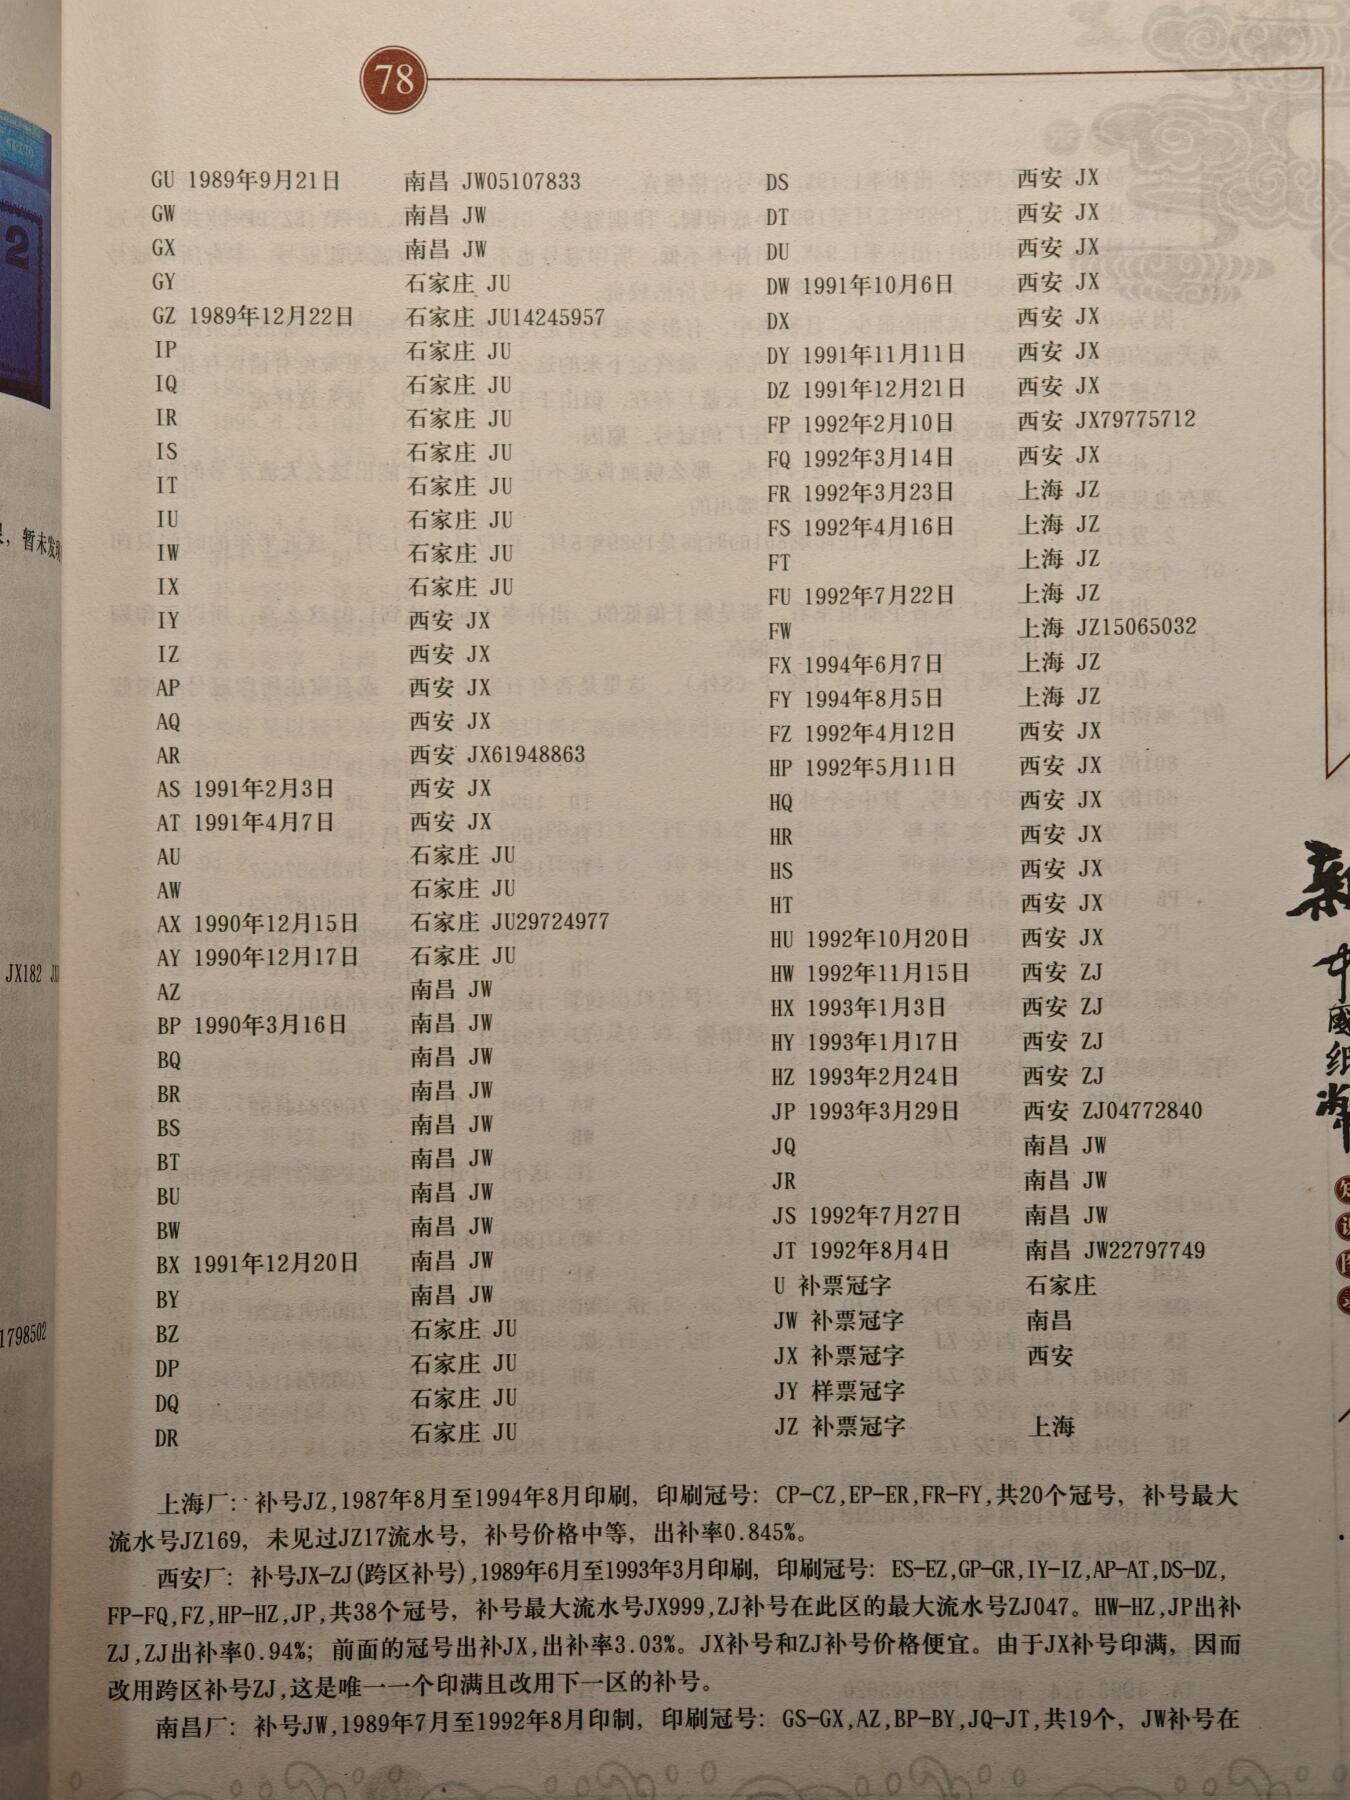 78
GU 1989年9月21日 南昌 JW05107833
GW 南昌 JW
GX 南昌 JW
GY 石家庄 JU
GZ 1989年12月22日 石家庄 JU14245957
IP 石家庄 JU
IQ 石家庄 JU
IR 石家庄 JU
IS 石家庄 JU
IT 石家庄 JU
IU 石家庄 JU
IW 石家庄 JU
IX 石家庄 JU
IY 西安 JX
IZ 西安 JX
AP 西安 JX
AQ 西安 JX
AR 西安 JX61948863
AS 1991年2月3日 西安 JX
AT 1991年4月7日 西安 JX
AU 石家庄 JU
AW 石家庄 JU
AX 1990年12月15日 石家庄 JU29724977
AY 1990年12月17日 石家庄 JU
AZ 南昌 JW
BP 1990年3月16日 南昌 JW
BQ 南昌 JW
BR 南昌 JW
BS 南昌 JW
BT 南昌 JW
BU 南昌 JW
BW 南昌 JW
BX 1991年12月20日 南昌 JW
BY 南昌 JW
BZ 石家庄 JU
DP 石家庄 JU
DQ 石家庄 JU
DR 石家庄 JU
DS 西安 JX
DT 西安 JX
DU 西安 JX
DW 1991年10月6日 西安 JX
DX 西安 JX
DY 1991年11月11日 西安 JX
DZ 1991年12月21日 西安 JX
FP 1992年2月10日 西安 JX79775712
FQ 1992年3月14日 西安 JX
FR 1992年3月23日 上海 JZ
FS 1992年4月16日 上海 JZ
FT 上海 JZ
FU 1992年7月22日 上海 JZ
FW 上海 JZ15065032
FX 1994年6月7日 上海 JZ
FY 1994年8月5日 上海 JZ
FZ 1992年4月12日 西安 JX
HP 1992年5月11日 西安 JX
HQ 西安 JX
HR 西安 JX
HS 西安 JX
HT 西安 JX
HU 1992年10月20日 西安 JX
HW 1992年11月15日 西安 ZJ
HX 1993年1月3日 西安 ZJ
HY 1993年1月17日 西安 ZJ
HZ 1993年2月24日 西安 ZJ
JP 1993年3月29日 西安 ZJ04772840
JQ 南昌 JW
JR 南昌 JW
JS 1992年7月27日 南昌 JW
JT 1992年8月4日 南昌 JW22797749
U 补票冠字 石家庄
JW 补票冠字 南昌
JX 补票冠字 西安
JY 样票冠字
JZ 补票冠字 上海
上海厂: 补号JZ,1987年8月至1994年8月印刷, 印刷冠号: CP-CZ,EP-ER,FR-FY,共20个冠号, 补号最大
流水号JZ169, 未见过JZ17流水号, 补号价格中等, 出补率0.845%。
西安厂: 补号JX-ZJ(跨区补号),1989年6月至1993年3月印刷, 印刷冠号: ES-EZ,GP-GR,IY-IZ,AP-AT,DS-DZ,
FP-FQ,FZ,HP-HZ,JP,共38个冠号, 补号最大流水号JX999,ZJ补号在此区的最大流水号ZJ047。HW-HZ,JP出补
ZJ,ZJ出补率0.94%; 前面的冠号出补JX,出补率3.03%。JX补号和ZJ补号价格便宜。由于JX补号印满, 因而
改用跨区补号ZJ,这是唯一一个印满且改用下一区的补号。
南昌厂: 补号JW,1989年7月至1992年8月印制, 印刷冠号: GS-GX,AZ,BP-BY,JQ-JT,共19个, JW补号在
2
, 暂未发
JX182
1798502
新
中
国
纸
币